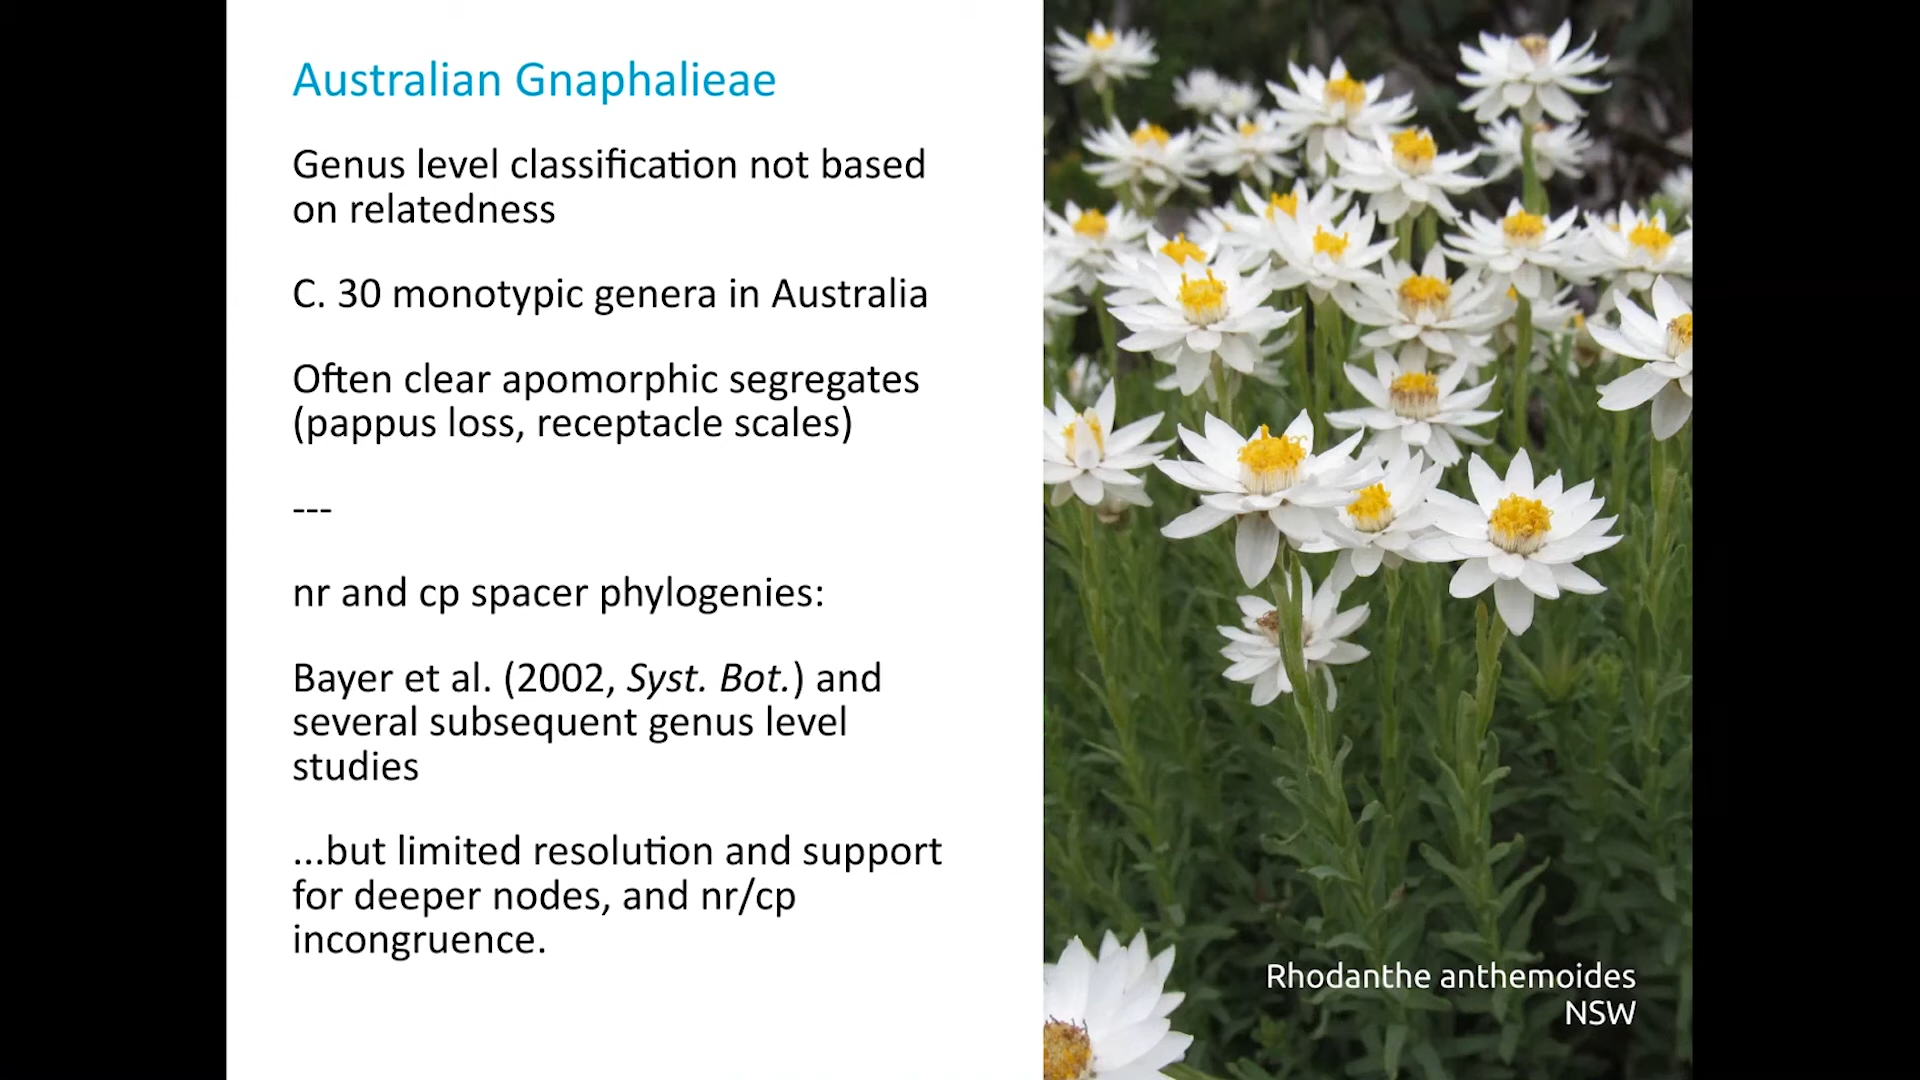 Australian Gnaphalieae
Genus level classification not based
on relatedness
C. 30 monotypic genera in Australia
Often clear apomorphic segregates
(pappus loss, receptacle scales)
---
nr and cp spacer phylogenies:
Bayer et al. (2002, Syst. Bot.) and
several subsequent genus level
studies
...but limited resolution and support
for deeper nodes, and nr/cp
incongruence.
Rhodanthe anthemoides
NSW